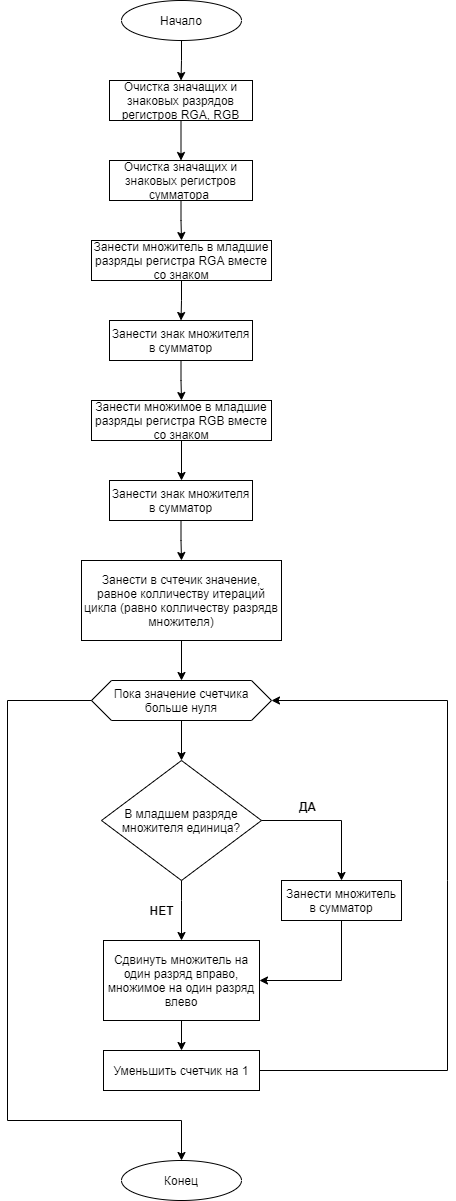 Начало
Очистка значащих и
знаковых разрядов
регистров RGA, RGB
Очистка значащих и
знаковых регистров
сумматора
Занести множитель в младшие
разряды регистра RGA вместе
со знаком
Занести знак множителя
в сумматор
Занести множимое в младшие
разряды регистра RGB вместе
со знаком
Занести знак множителя
в сумматор
Занести в счтечик значение,
равное колличеству итераций
цикла (равно колличеству разрядв
множителя)
Пока значение счетчика
больше нуля
В младшем разряде
множителя единица?
ДА
Занести множитель
в сумматор
НЕТ
Сдвинуть множитель на
один разряд вправо,
множимое на один разряд
влево
Уменьшить счетчик на 1
Конец